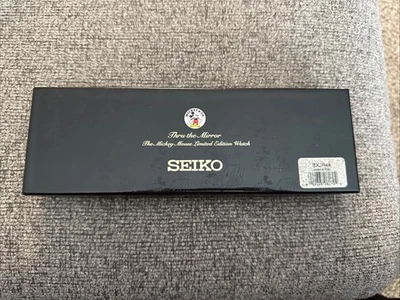 Thru the Mirror
The Mickey Mouse Limited Edition Watch
SEIKO